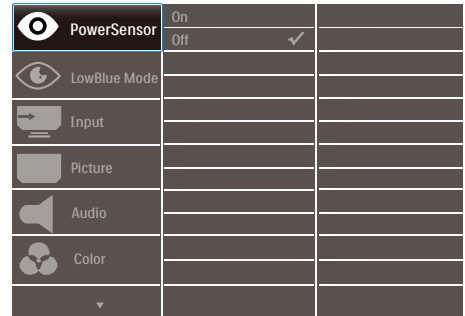 PowerSensor
On
Off
LowBlue Mode
Input
Picture
Audio
Color